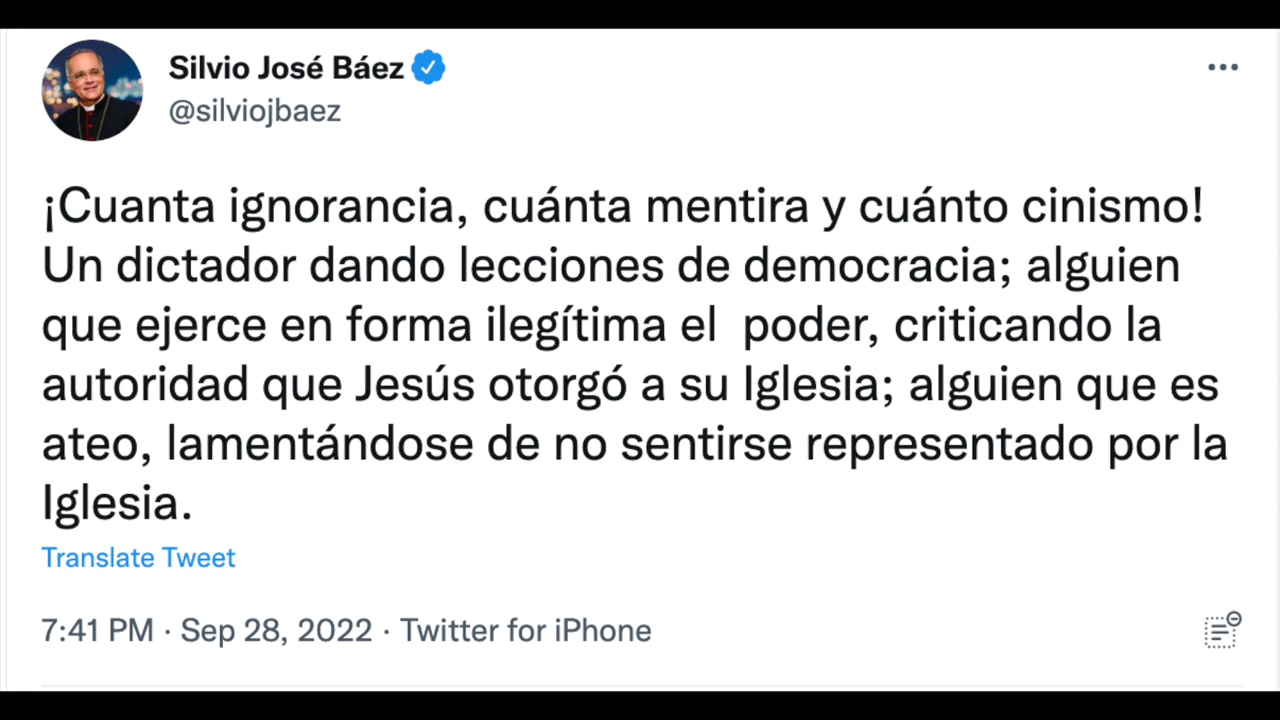 Silvio José Báez
@silviojbaez
¡Cuanta ignorancia, cuánta mentira y cuánto cinismo!
Un dictador dando lecciones de democracia; alguien
que ejerce en forma ilegítima el  poder, criticando la
autoridad que Jesús otorgó a su Iglesia; alguien que es
ateo, lamentándose de no sentirse representado por la
Iglesia.
Translate Tweet
7:41 PM · Sep 28, 2022 · Twitter for iPhone